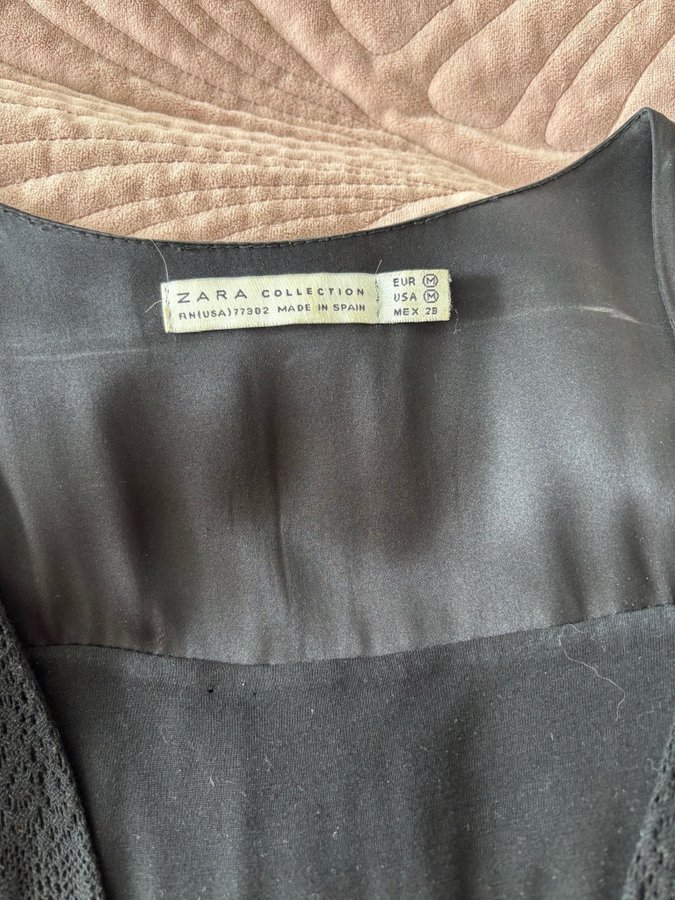 ZARA COLLECTION
RN(USA)77302 MADE IN SPAIN
EUR M
USA M
MEX 28